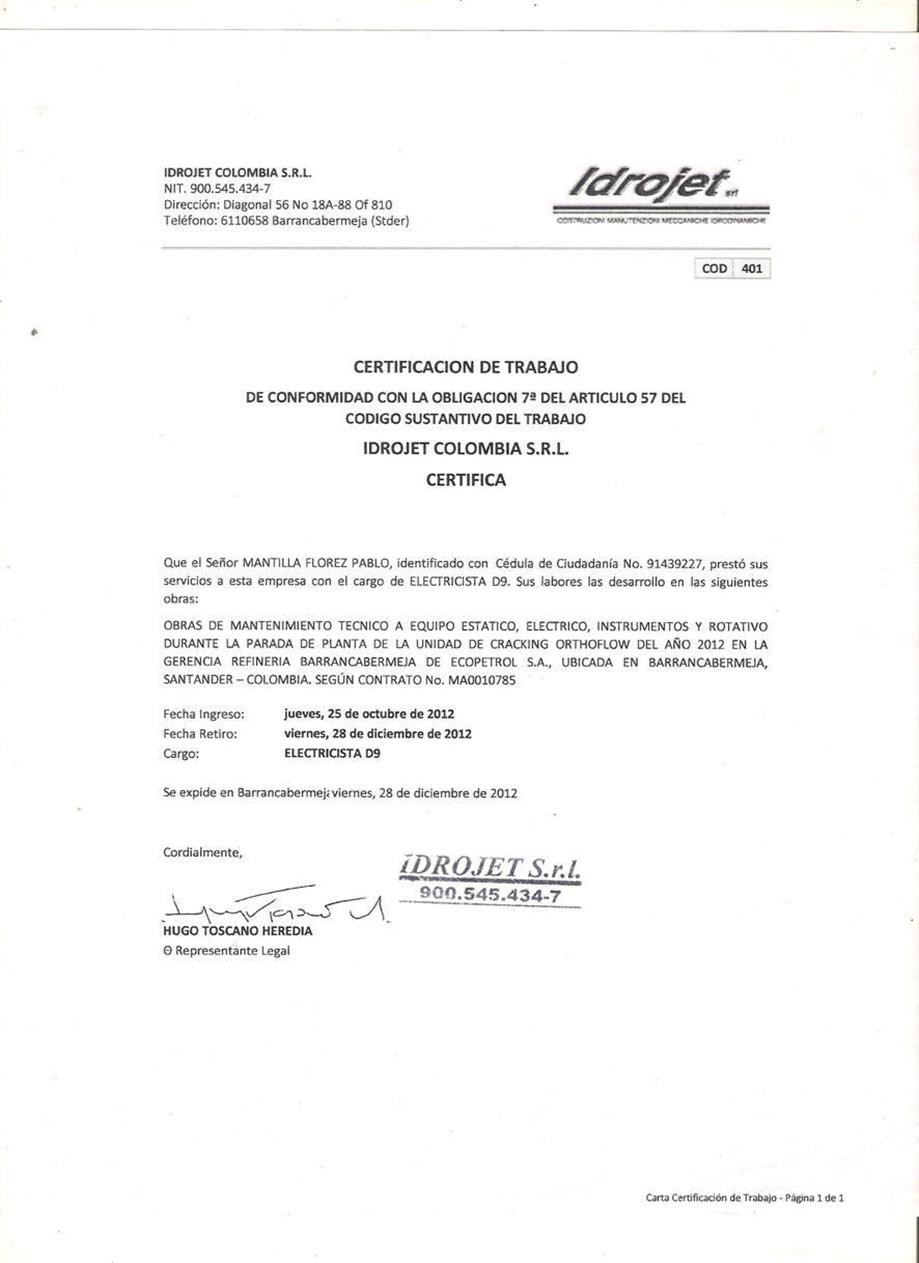 IDROJET COLOMBIA S.R.L.
NIT. 900.545.434-7
Dirección: Diagonal 56 No 18A-88 Of 810
Teléfono: 6110658 Barrancabermeja (Stder)
Idrojet srl
COSTRUZIONI MANUTENZIONI MECCANICHE IDRODINAMICHE
COD 401
CERTIFICACION DE TRABAJO
DE CONFORMIDAD CON LA OBLIGACION 7ª DEL ARTICULO 57 DEL
CODIGO SUSTANTIVO DEL TRABAJO
IDROJET COLOMBIA S.R.L.
CERTIFICA
Que el Señor MANTILLA FLOREZ PABLO, identificado con Cédula de Ciudadanía No. 91439227, prestó sus
servicios a esta empresa con el cargo de ELECTRICISTA D9. Sus labores las desarrollo en las siguientes
obras:
OBRAS DE MANTENIMIENTO TECNICO A EQUIPO ESTATICO, ELECTRICO, INSTRUMENTOS Y ROTATIVO
DURANTE LA PARADA DE PLANTA DE LA UNIDAD DE CRACKING ORTHOFLOW DEL AÑO 2012 EN LA
GERENCIA REFINERIA BARRANCABERMEJA DE ECOPETROL S.A., UBICADA EN BARRANCABERMEJA,
SANTANDER – COLOMBIA. SEGÚN CONTRATO No. MA0010785
Fecha Ingreso: jueves, 25 de octubre de 2012
Fecha Retiro: viernes, 28 de diciembre de 2012
Cargo: ELECTRICISTA D9
Se expide en Barrancabermeja viernes, 28 de diciembre de 2012
Cordialmente,
IDROJET S.r.l.
900.545.434-7
HUGO TOSCANO HEREDIA
Θ Representante Legal
Carta Certificación de Trabajo - Página 1 de 1